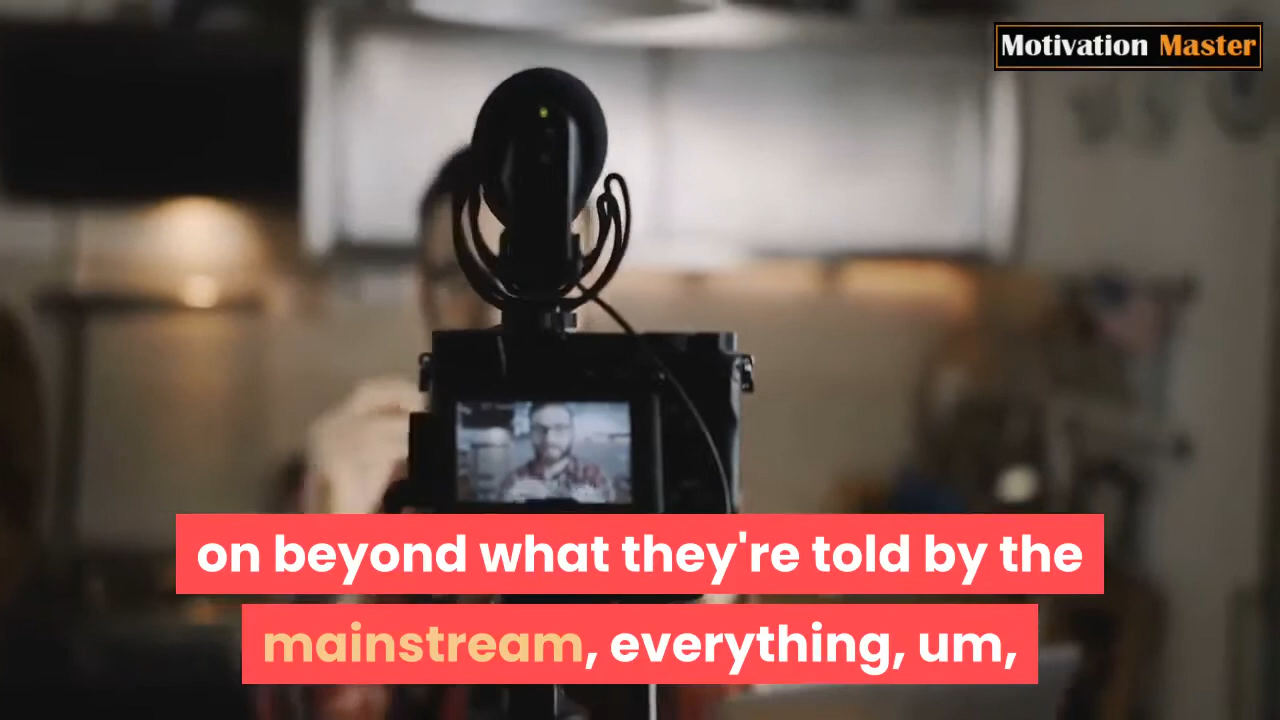 Motivation Master
on beyond what they're told by the
mainstream, everything, um,